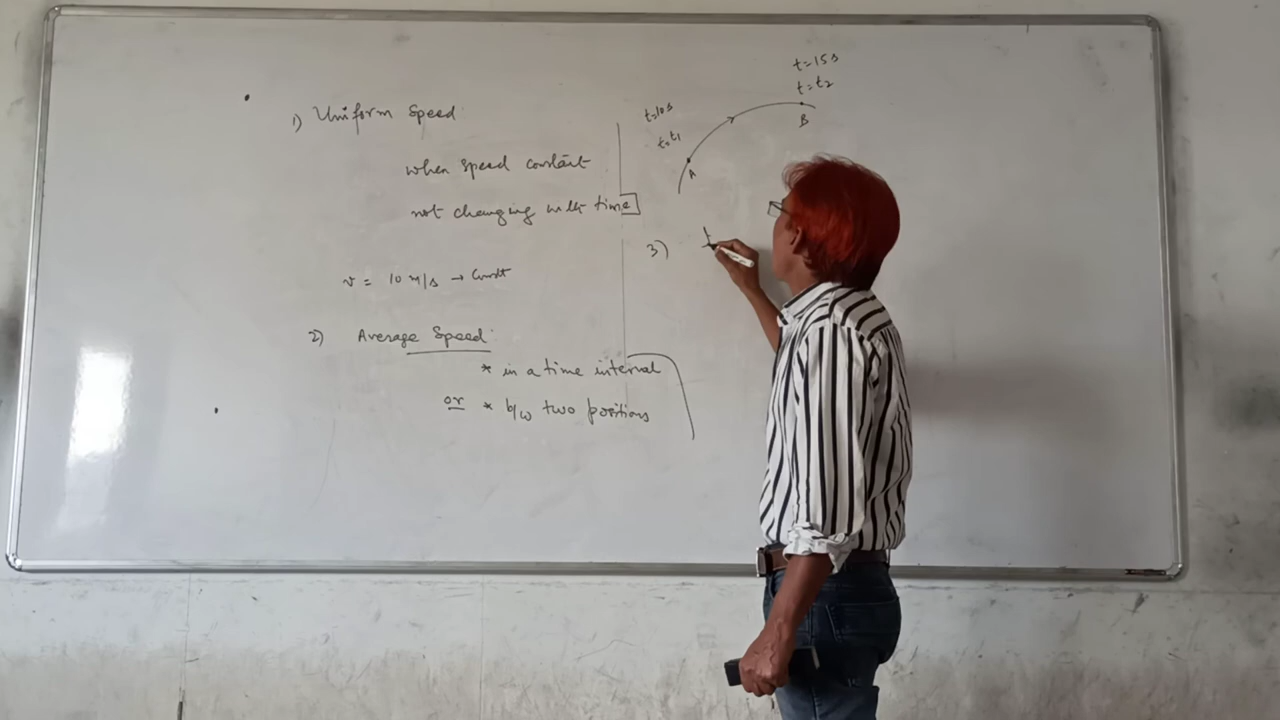 1) Uniform Speed
when speed constant
not changing with time
v = 10 m/s → Const
2) Average Speed
* in a time interval
or * b/w two positions
t=15s
t=t2
B
t=10s
t=t1
A
3)